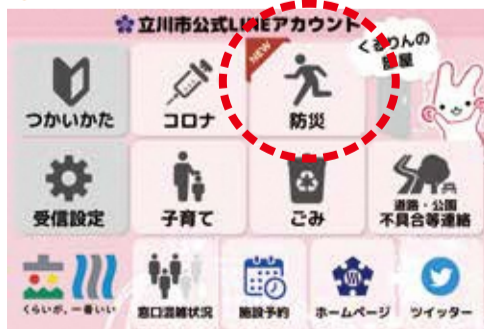 立川市公式LINEアカウント
くるりんの
部屋
NEW
つかいかた
コロナ
防災
受信設定
子育て
ごみ
道路・公園
不具合等連絡
くらいが、一番いい
窓口混雑状況
施設予約
ホームページ
ツイッター